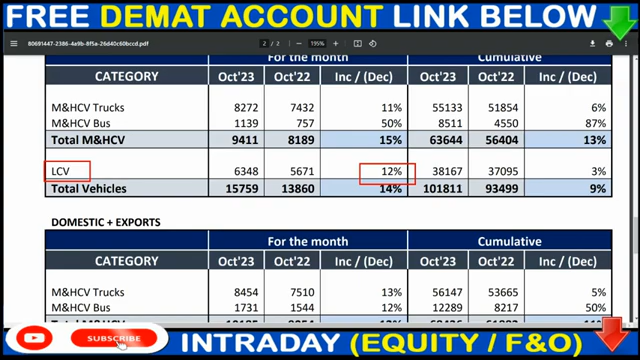 FREE DEMAT ACCOUNT LINK BELOW
80691447-2386-4a9b-8f5a-26d40c60bccd.pdf 2 / 2 195%
For the month Cumulative
CATEGORY Oct'23 Oct'22 Inc / (Dec) Oct'23 Oct'22 Inc / (Dec)
M&HCV Trucks 8272 7432 11% 55133 51854 6%
M&HCV Bus 1139 757 50% 8511 4550 87%
Total M&HCV 9411 8189 15% 63644 56404 13%
LCV 6348 5671 12% 38167 37095 3%
Total Vehicles 15759 13860 14% 101811 93499 9%
DOMESTIC + EXPORTS
For the month Cumulative
CATEGORY Oct'23 Oct'22 Inc / (Dec) Oct'23 Oct'22 Inc / (Dec)
M&HCV Trucks 8454 7510 13% 56147 53665 5%
M&HCV Bus 1731 1544 12% 12289 8217 50%
SUBSCRIBE
INTRADAY (EQUITY / F&O)